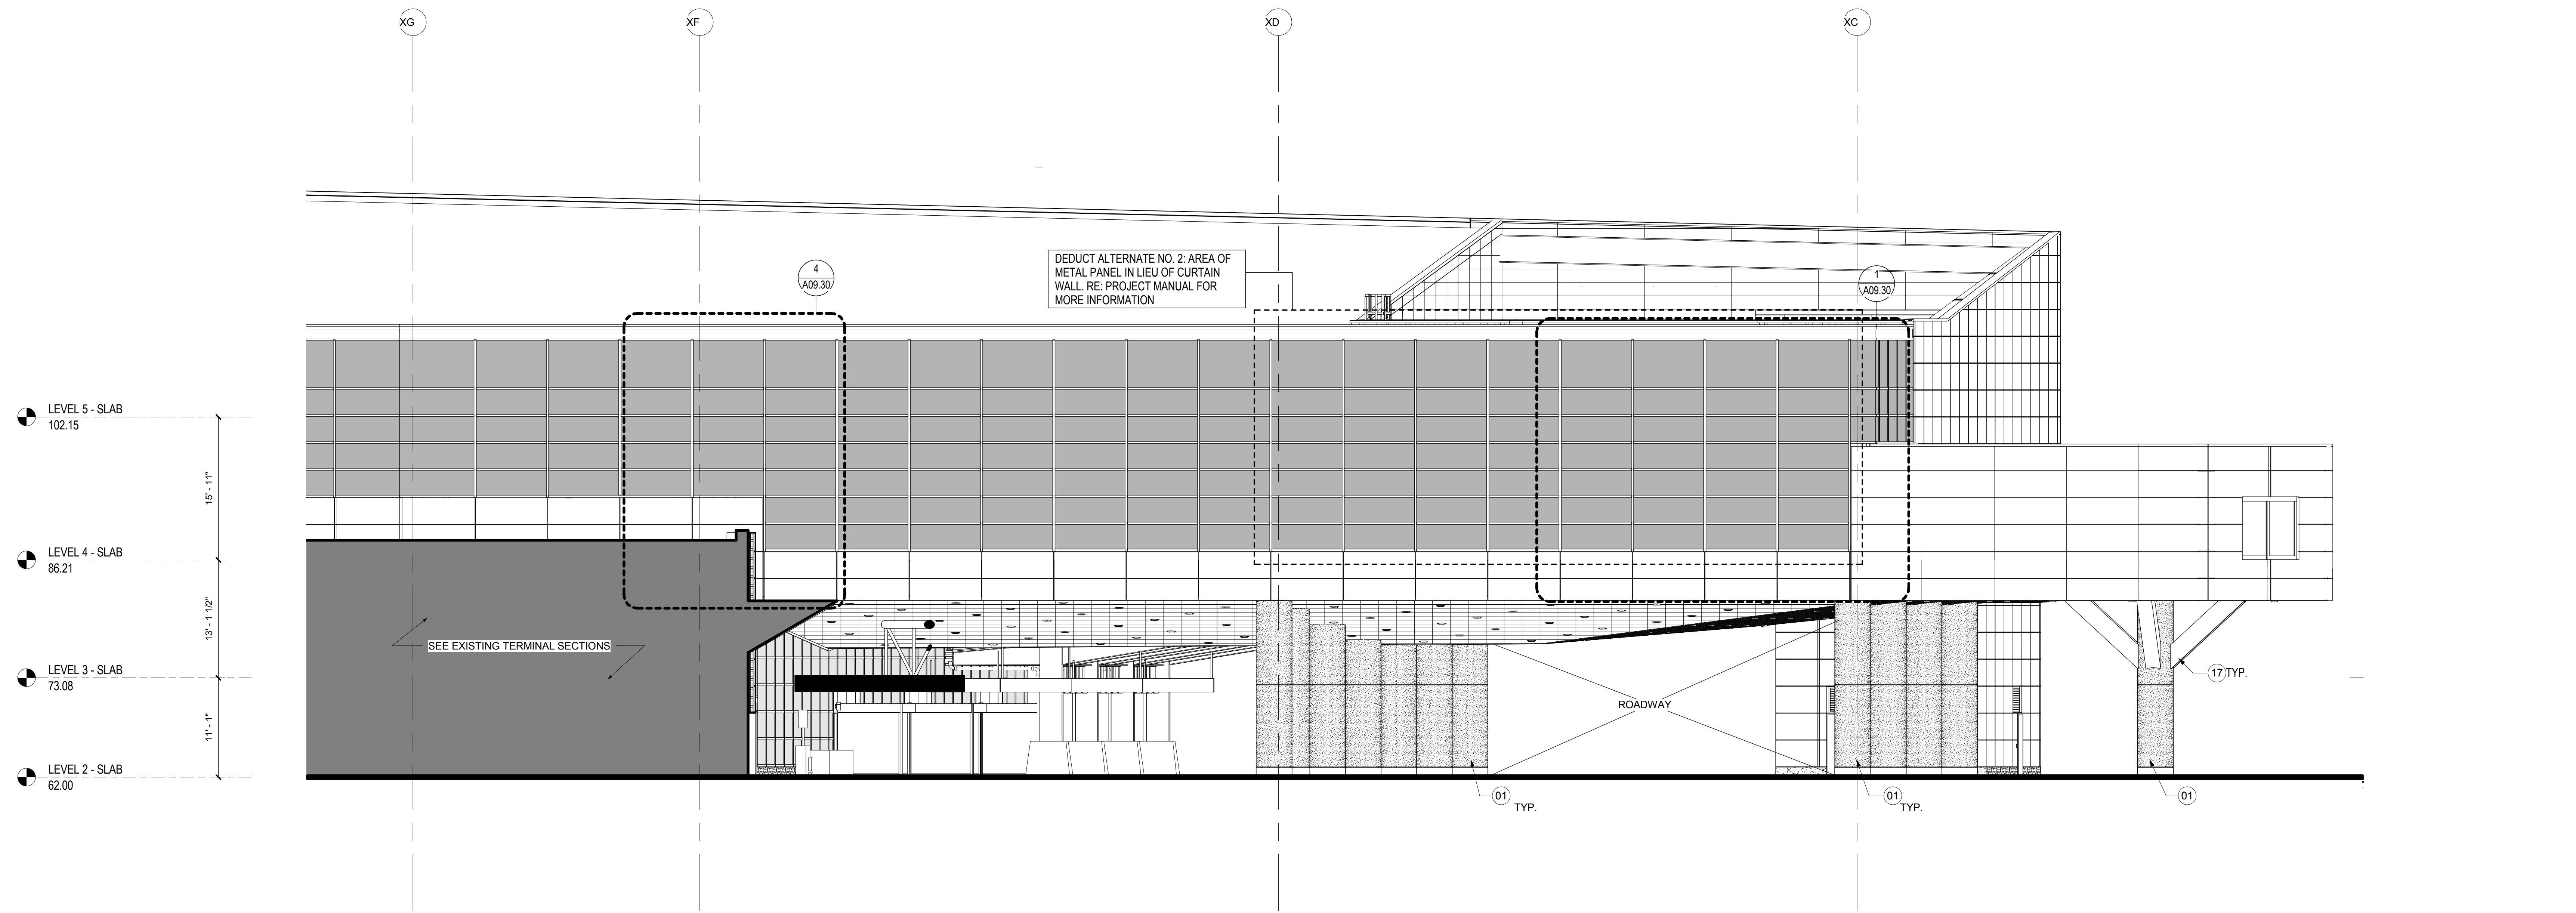 XG
XF
XD
XC
DEDUCT ALTERNATE NO. 2: AREA OF
METAL PANEL IN LIEU OF CURTAIN
WALL. RE: PROJECT MANUAL FOR
MORE INFORMATION
4
A09.30
1
A09.30
LEVEL 5 - SLAB
102.15
15' - 11"
LEVEL 4 - SLAB
86.21
13' - 1 1/2"
SEE EXISTING TERMINAL SECTIONS
LEVEL 3 - SLAB
73.08
17 TYP.
ROADWAY
11' - 1"
LEVEL 2 - SLAB
62.00
01
TYP.
01
TYP.
01